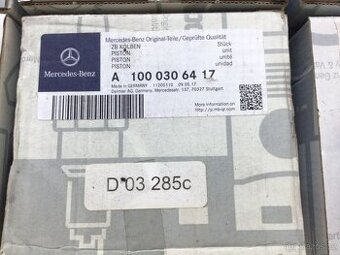 Mercedes-Benz Original-Teile/Geprüfte Qualität
ZB KOLBEN Stück
PISTON unit
PISTON unité
PISTON unidad
Mercedes-Benz
A 100 030 64 17
Made in GERMANY
Daimler AG, Germany, Mercedesstr. 137, 70327 Stuttgart
D 03 285c